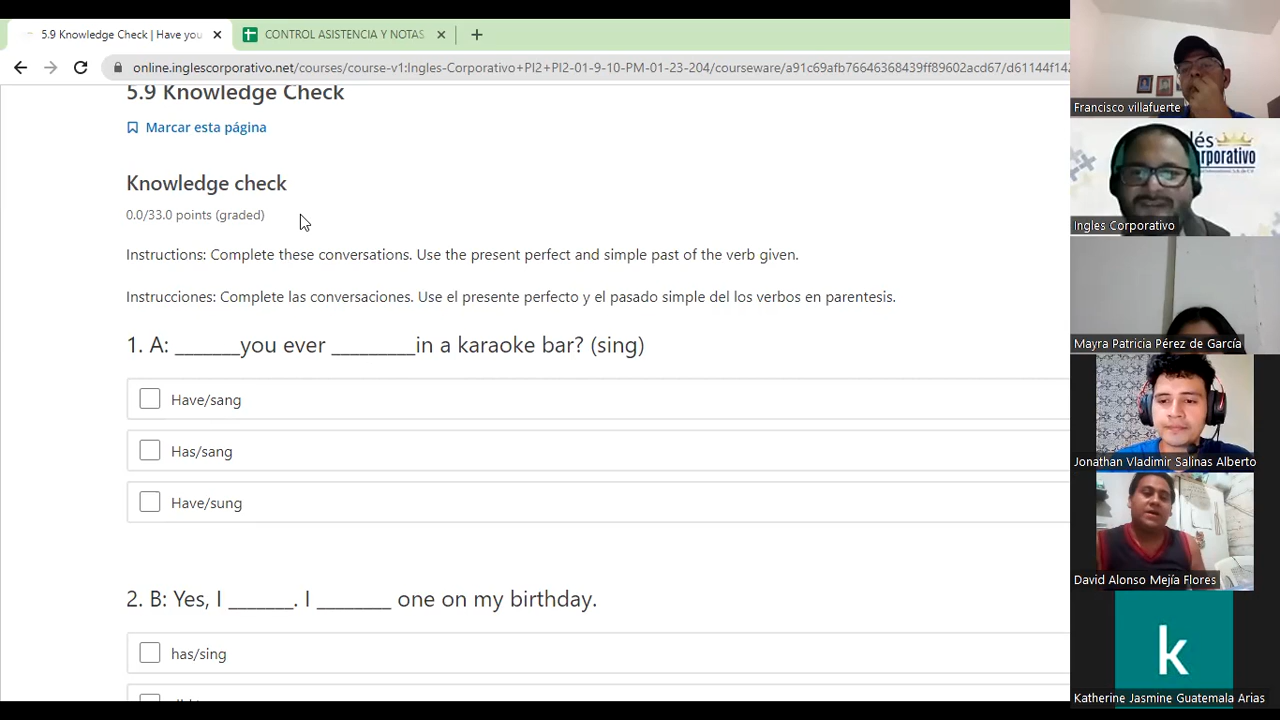 5.9 Knowledge Check | Have you
CONTROL ASISTENCIA Y NOTAS
online.inglescorporativo.net/courses/course-v1:Ingles-Corporativo+PI2+PI2-01-9-10-PM-01-23-204/courseware/a91c69afb76646368439ff89602acd67/d61144f142
5.9 Knowledge Check
Marcar esta página
Knowledge check
0.0/33.0 points (graded)
Instructions: Complete these conversations. Use the present perfect and simple past of the verb given.
Instrucciones: Complete las conversaciones. Use el presente perfecto y el pasado simple del los verbos en parentesis.
1. A: _______you ever _________in a karaoke bar? (sing)
Have/sang
Has/sang
Have/sung
2. B: Yes, I _______. I ________ one on my birthday.
has/sing
Francisco villafuerte
lés
orporativo
Ingles Corporativo
Mayra Patricia Pérez de García
Jonathan Vladimir Salinas Alberto
David Alonso Mejía Flores
k
Katherine Jasmine Guatemala Arias